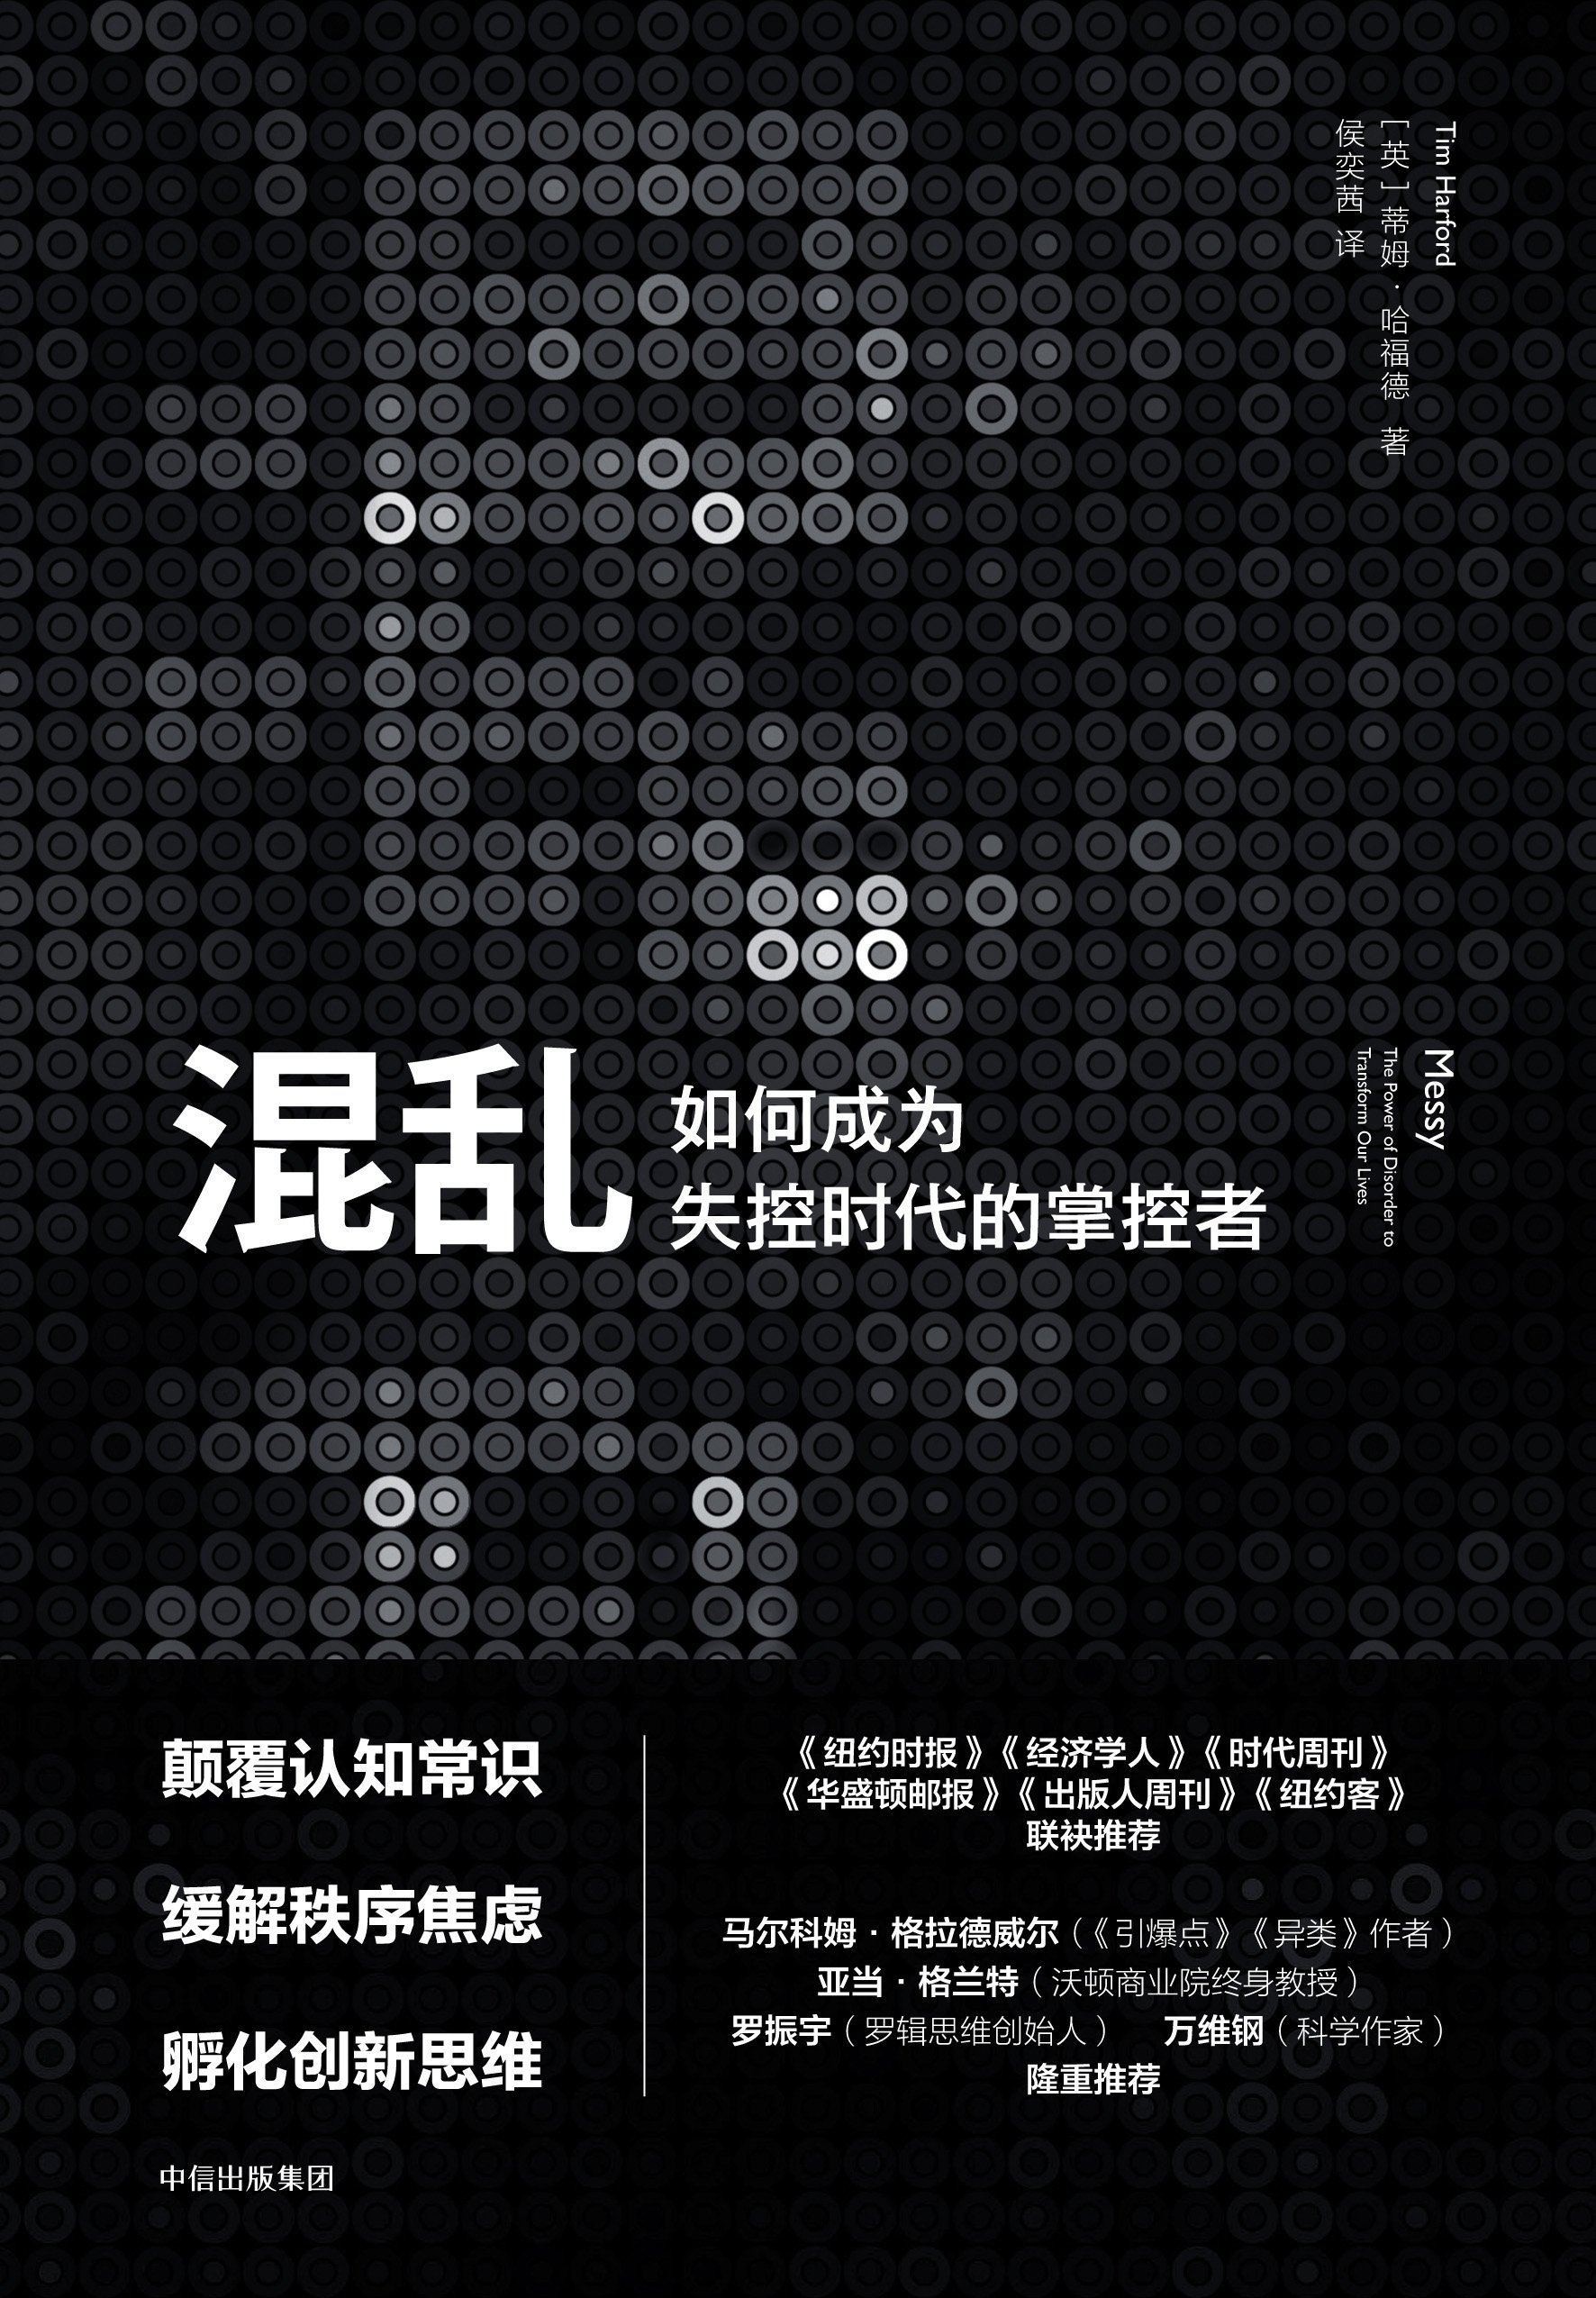 Tim Harford
［英］蒂姆·哈福德 著
侯奕茜 译
混乱
如何成为
失控时代的掌控者
Messy
The Power of Disorder to
Transform Our Lives
颠覆认知常识
缓解秩序焦虑
孵化创新思维
《纽约时报》《经济学人》《时代周刊》
《华盛顿邮报》《出版人周刊》《纽约客》
联袂推荐
马尔科姆·格拉德威尔（《引爆点》《异类》作者）
亚当·格兰特（沃顿商业院终身教授）
罗振宇（罗辑思维创始人） 万维钢（科学作家）
隆重推荐
中信出版集团